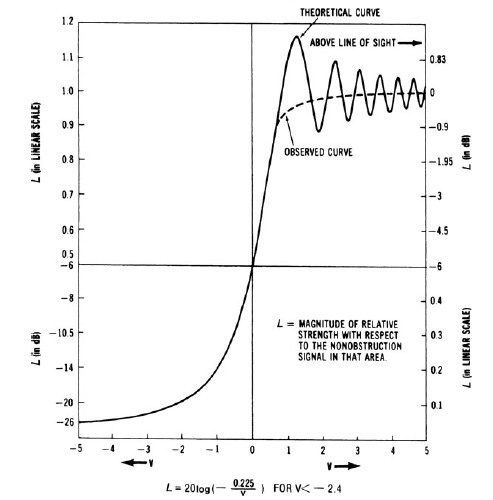 THEORETICAL CURVE
ABOVE LINE OF SIGHT
OBSERVED CURVE
L (in LINEAR SCALE)
1.2
1.1
1.0
0.9
0.8
0.7
0.6
0.5
L (in dB)
-6
-8
-10.5
-14
-20
-26
L (in dB)
0.83
0
-0.9
-1.95
-3
-4.5
-6
L (in LINEAR SCALE)
0.4
0.3
0.2
0.1
L = MAGNITUDE OF RELATIVE
STRENGTH WITH RESPECT
TO THE NONOBSTRUCTION
SIGNAL IN THAT AREA.
-5 -4 -3 -2 -1 0 1 2 3 4 5
V V
L = 20log(- 0.225/V ) FOR V< - 2.4